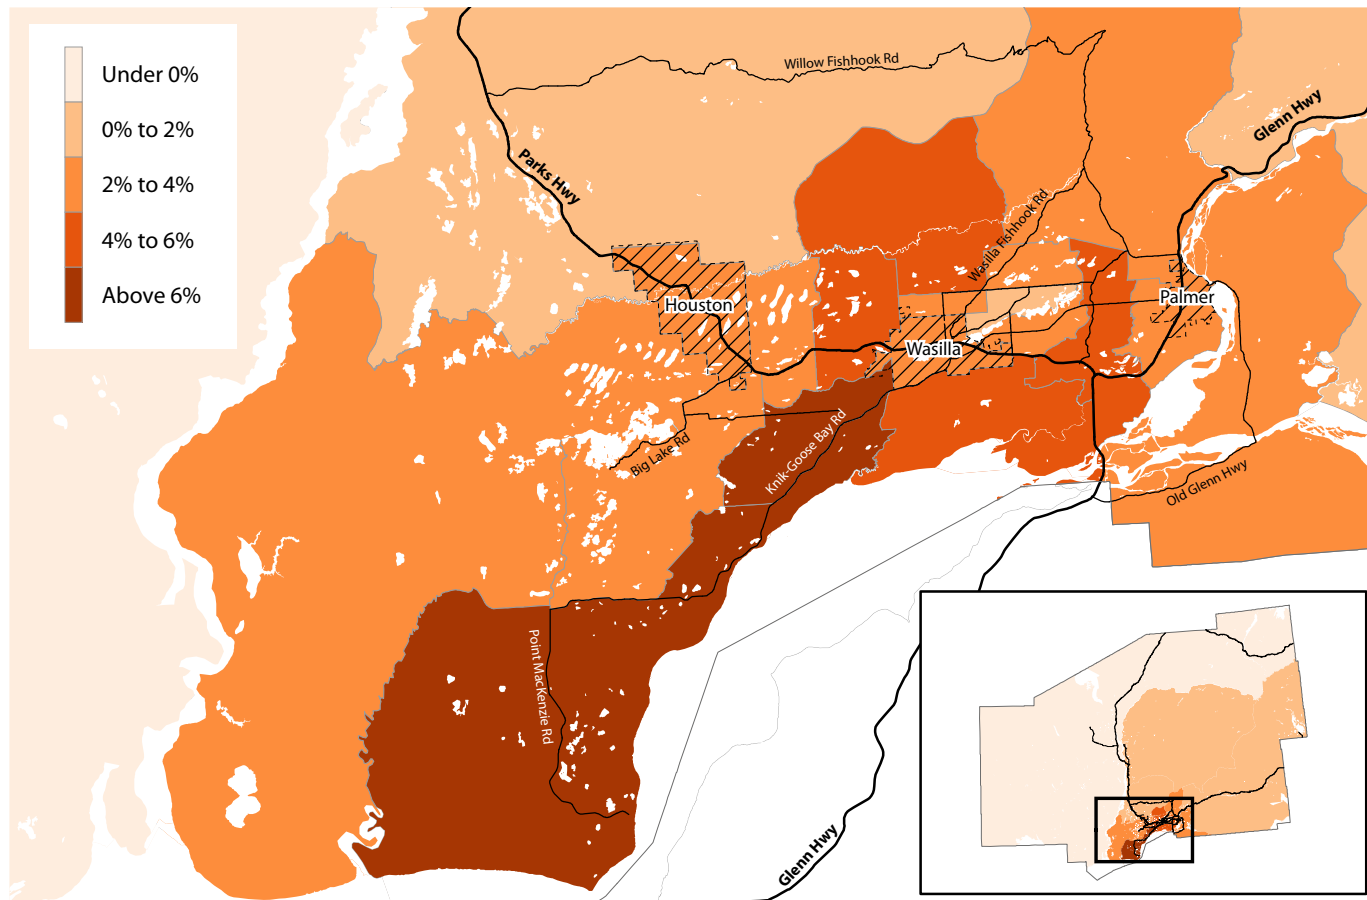 Under 0%
0% to 2%
2% to 4%
4% to 6%
Above 6%
Willow Fishhook Rd
Glenn Hwy
Parks Hwy
Wasilla Fishhook Rd
Houston
Palmer
Wasilla
Big Lake Rd
Knik-Goose Bay Rd
Old Glenn Hwy
Point MacKenzie Rd
Glenn Hwy